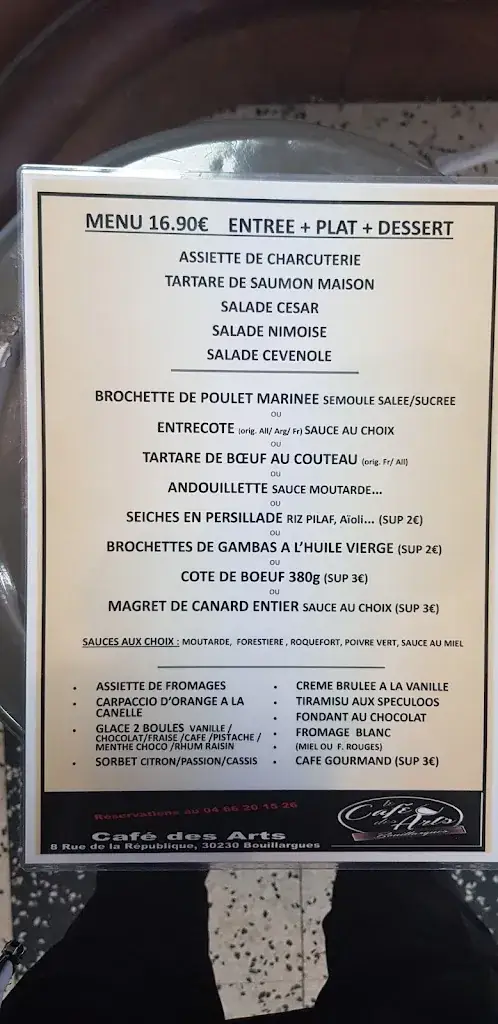 MENU 16.90€ ENTREE + PLAT + DESSERT
ASSIETTE DE CHARCUTERIE
TARTARE DE SAUMON MAISON
SALADE CESAR
SALADE NIMOISE
SALADE CEVENOLE
BROCHETTE DE POULET MARINEE SEMOULE SALEE/SUCREE
OU
ENTRECOTE (orig. All/ Arg/ Fr) SAUCE AU CHOIX
OU
TARTARE DE BŒUF AU COUTEAU (orig. Fr/ All)
OU
ANDOUILLETTE SAUCE MOUTARDE...
OU
SEICHES EN PERSILLADE RIZ PILAF, Aïoli... (SUP 2€)
OU
BROCHETTES DE GAMBAS A L'HUILE VIERGE (SUP 2€)
OU
COTE DE BOEUF 380g (SUP 3€)
OU
MAGRET DE CANARD ENTIER SAUCE AU CHOIX (SUP 3€)
SAUCES AUX CHOIX : MOUTARDE, FORESTIERE , ROQUEFORT, POIVRE VERT, SAUCE AU MIEL
• ASSIETTE DE FROMAGES
• CARPACCIO D'ORANGE A LA
CANELLE
• GLACE 2 BOULES VANILLE /
CHOCOLAT/FRAISE /CAFE /PISTACHE /
MENTHE CHOCO /RHUM RAISIN
• SORBET CITRON/PASSION/CASSIS
• CREME BRULEE A LA VANILLE
• TIRAMISU AUX SPECULOOS
• FONDANT AU CHOCOLAT
• FROMAGE BLANC
• (MIEL OU F. ROUGES)
• CAFE GOURMAND (SUP 3€)
Réservations au 04 66 20 15 26
Café des Arts
8 Rue de la République, 30230 Bouillargues
le
Café
des Arts
Bouillargues